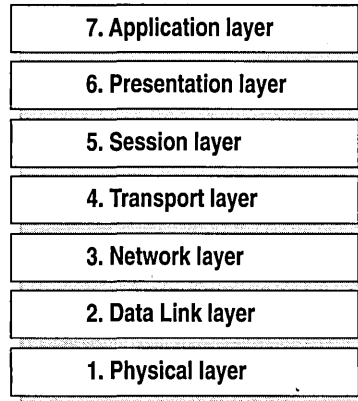 7. Application layer
6. Presentation layer
5. Session layer
4. Transport layer
3. Network layer
2. Data Link layer
1. Physical layer